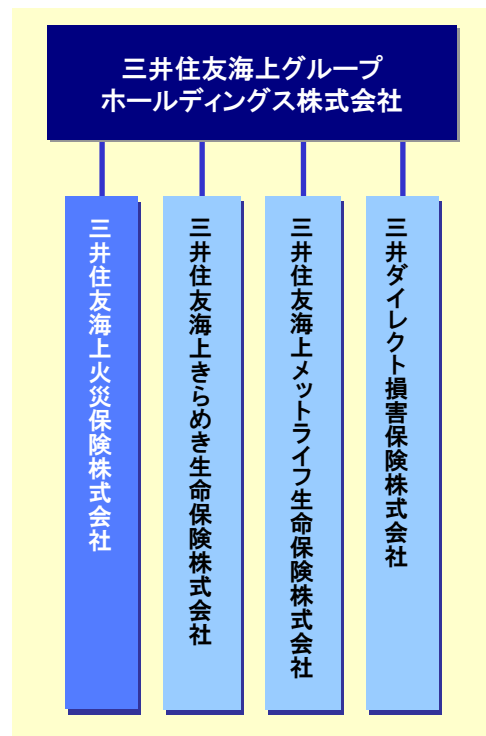 三井住友海上グループ
ホールディングス株式会社
三井住友海上火災保険株式会社
三井住友海上きらめき生命保険株式会社
三井住友海上メットライフ生命保険株式会社
三井ダイレクト損害保険株式会社